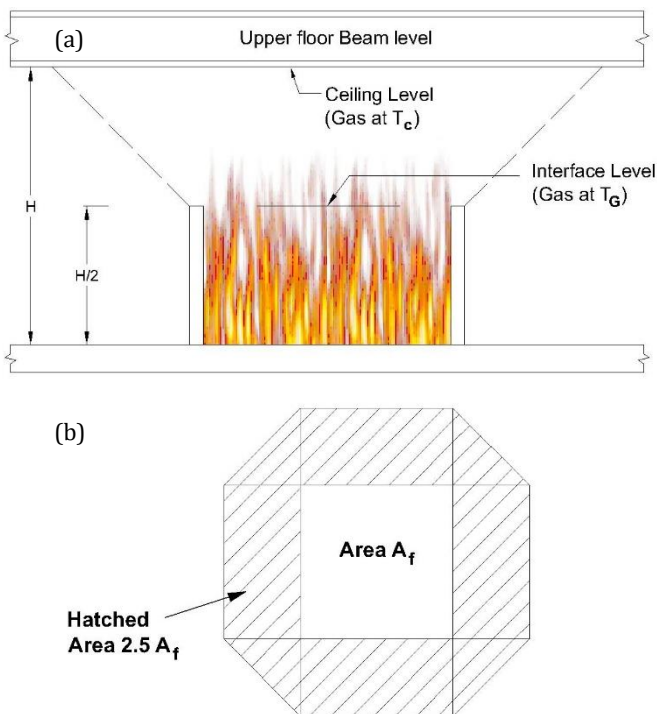 (a)
Upper floor Beam level
Ceiling Level
(Gas at Tc)
H
Interface Level
(Gas at TG)
H/2
(b)
Area Af
Hatched
Area 2.5 Af